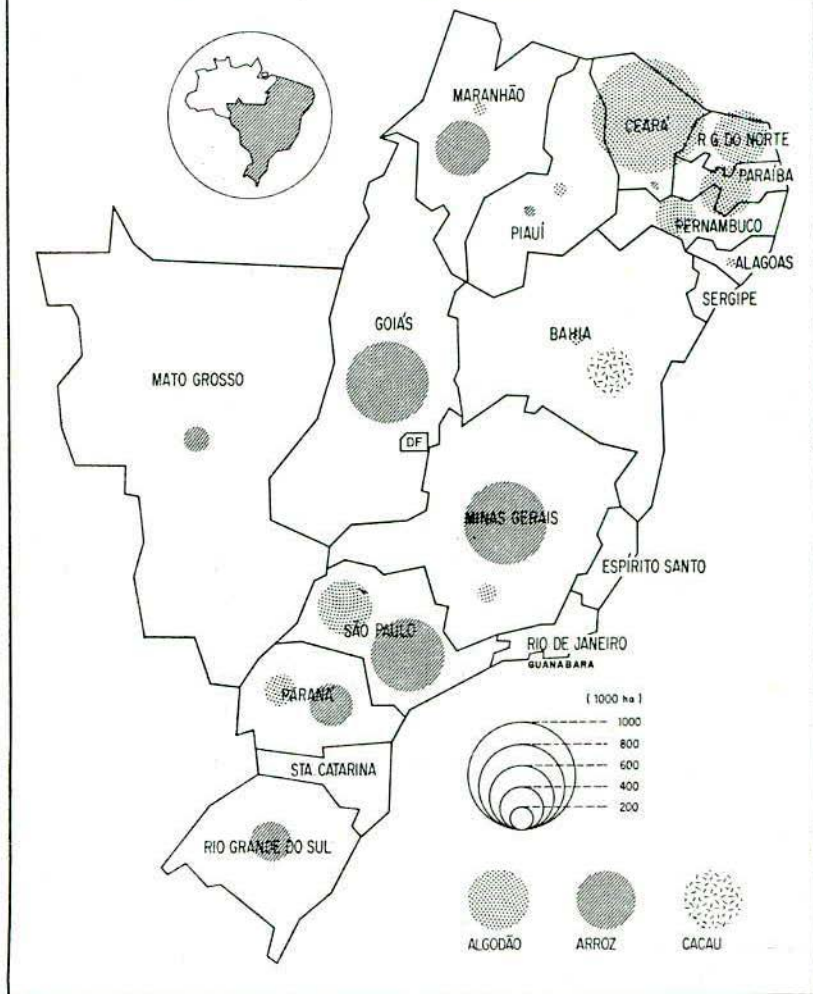 MARANHÃO
CEARÁ
R.G. DO NORTE
PARAÍBA
PERNAMBUCO
PIAUÍ
ALAGOAS
SERGIPE
GOIÁS
BAHIA
MATO GROSSO
DF
MINAS GERAIS
ESPÍRITO SANTO
SÃO PAULO
RIO DE JANEIRO
GUANABARA
PARANÁ
STA. CATARINA
RIO GRANDE DO SUL
(1000 ha)
1000
800
600
400
200
ALGODÃO
ARROZ
CACAU